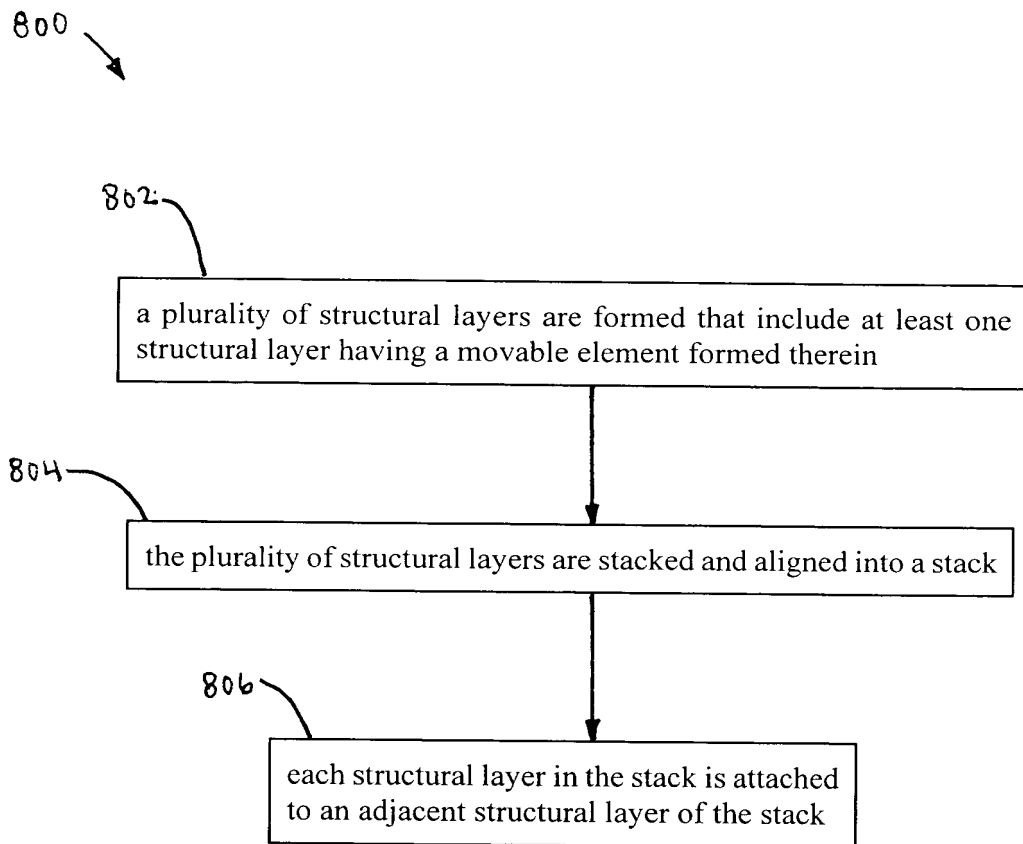 800
802
a plurality of structural layers are formed that include at least one
structural layer having a movable element formed therein
804
the plurality of structural layers are stacked and aligned into a stack
806
each structural layer in the stack is attached
to an adjacent structural layer of the stack